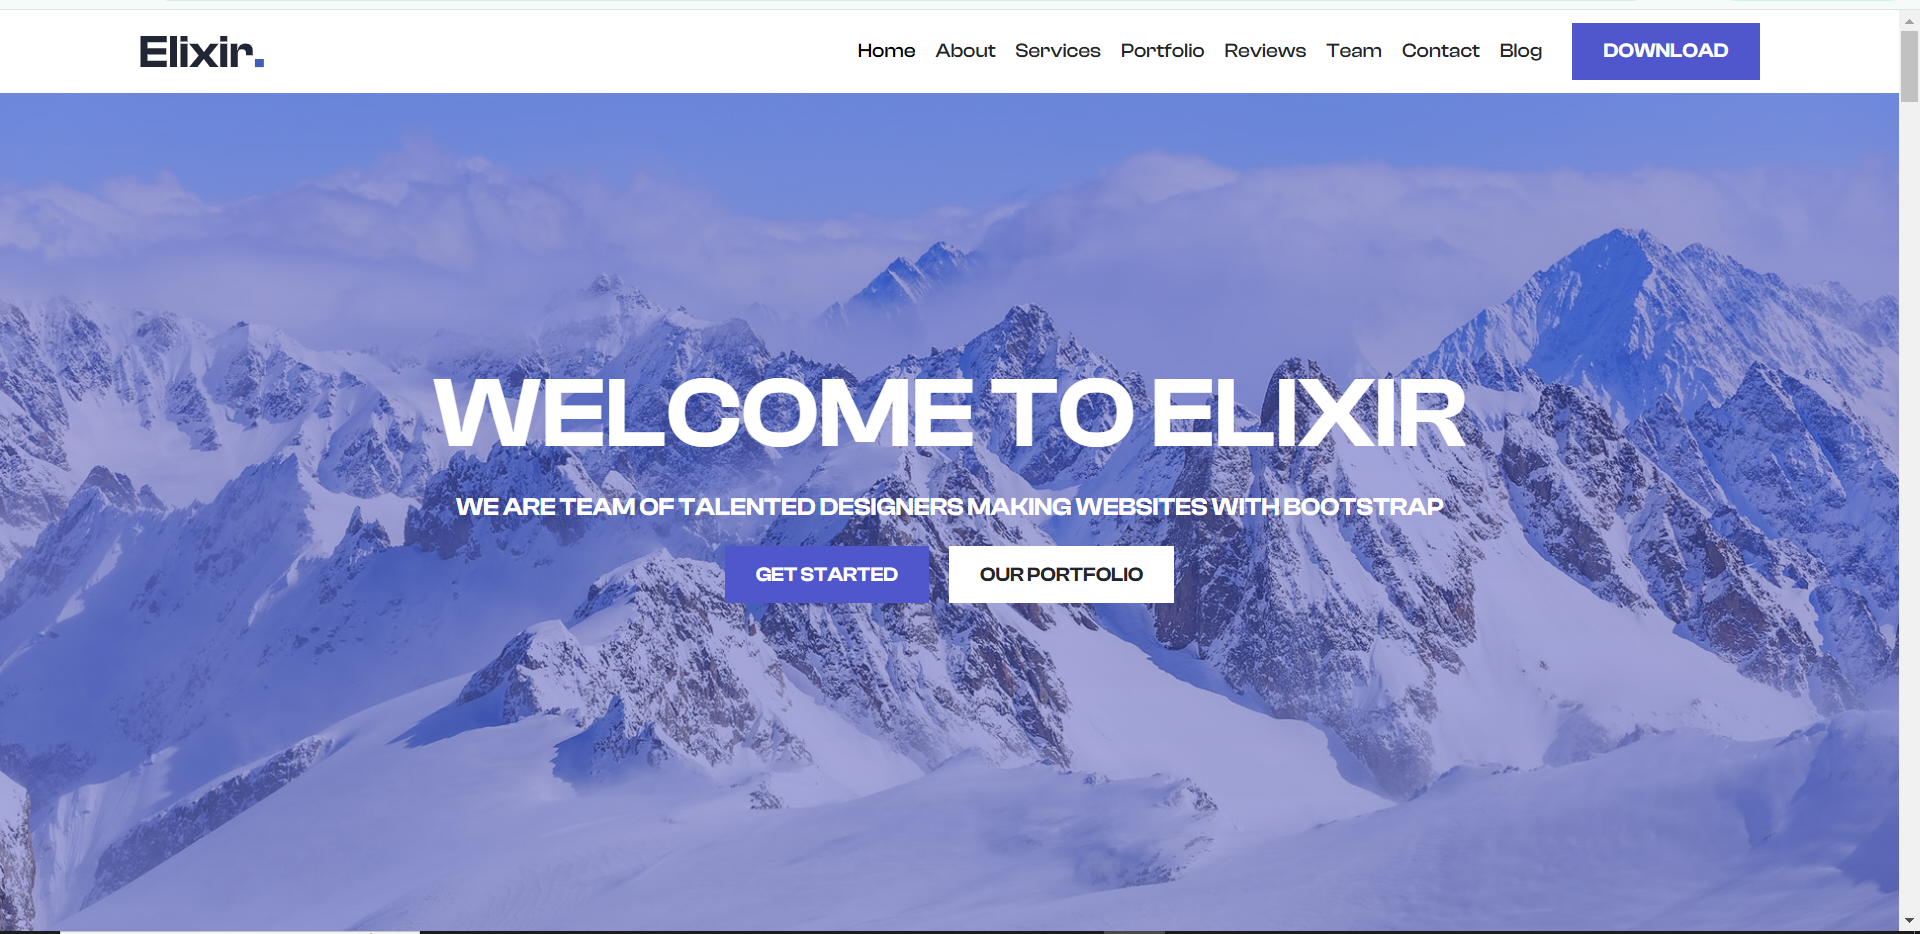 Elixir.
Home About Services Portfolio Reviews Team Contact Blog DOWNLOAD
WELCOME TO ELIXIR
WE ARE TEAM OF TALENTED DESIGNERS MAKING WEBSITES WITH BOOTSTRAP
GET STARTED OUR PORTFOLIO